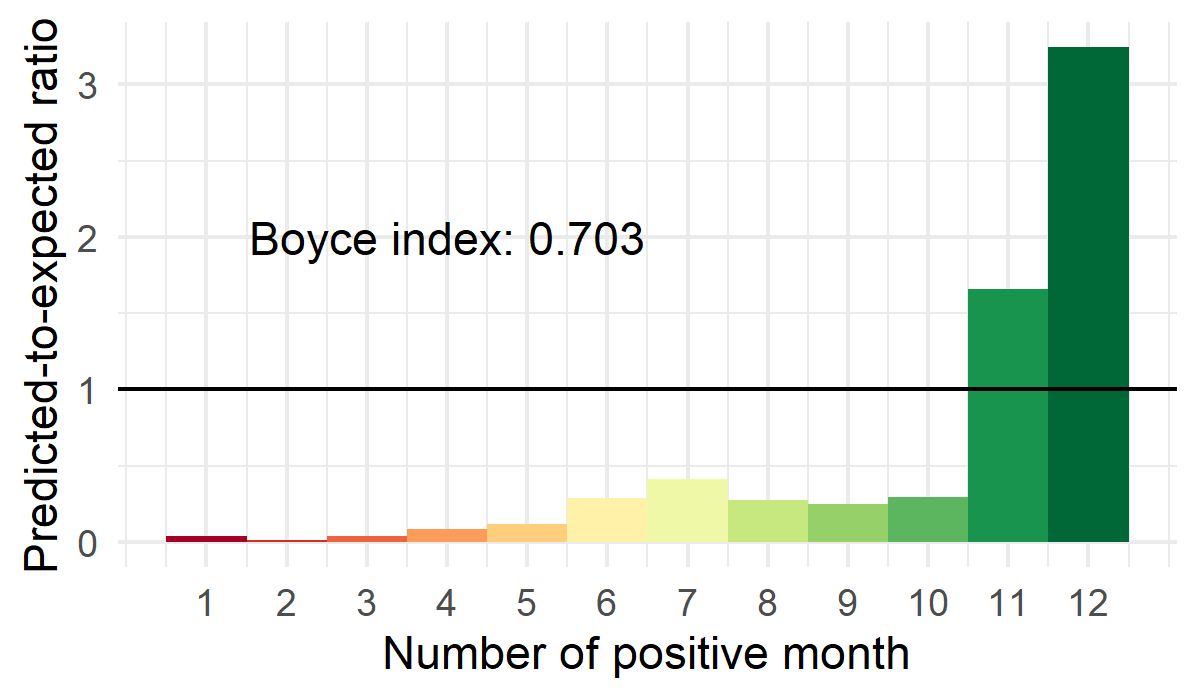 Predicted-to-expected ratio
3
2
1
0
Boyce index: 0.703
1 2 3 4 5 6 7 8 9 10 11 12
Number of positive month